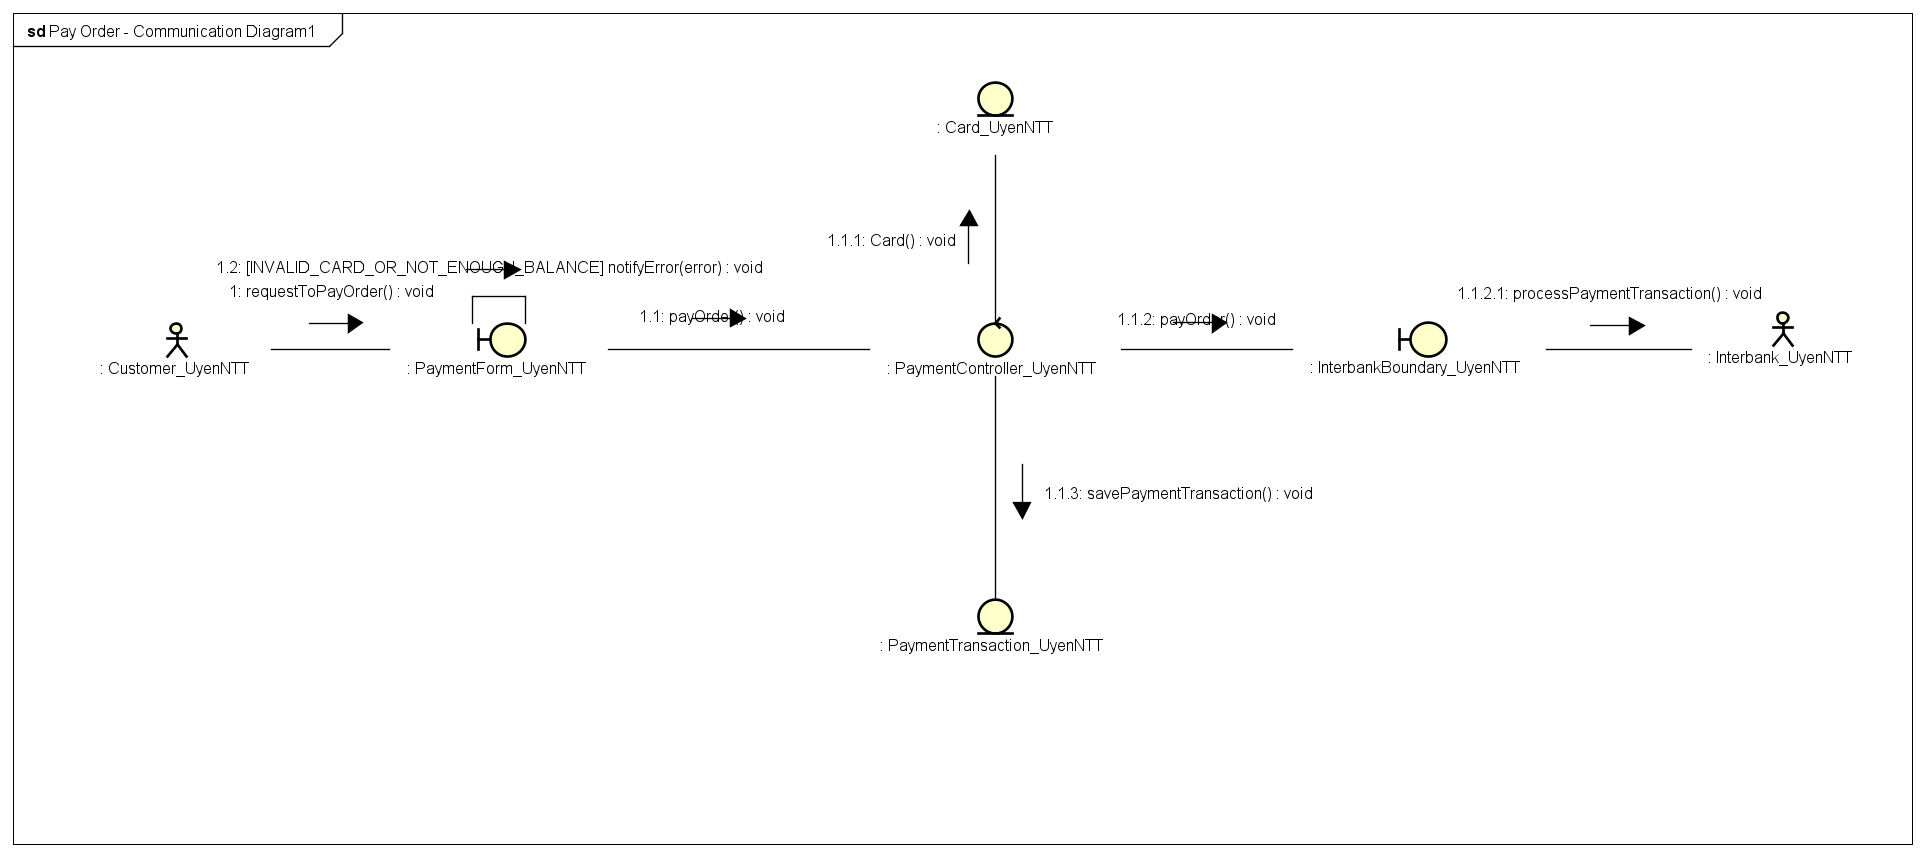 sd Pay Order - Communication Diagram1
: Card_UyenNTT
1.1.1: Card() : void
1.2: [INVALID_CARD_OR_NOT_ENOUGH_BALANCE] notifyError(error) : void
1: requestToPayOrder() : void
1.1: payOrder() : void
1.1.2: payOrder() : void
1.1.2.1: processPaymentTransaction() : void
: Customer_UyenNTT
: PaymentForm_UyenNTT
: PaymentController_UyenNTT
: InterbankBoundary_UyenNTT
: Interbank_UyenNTT
1.1.3: savePaymentTransaction() : void
: PaymentTransaction_UyenNTT